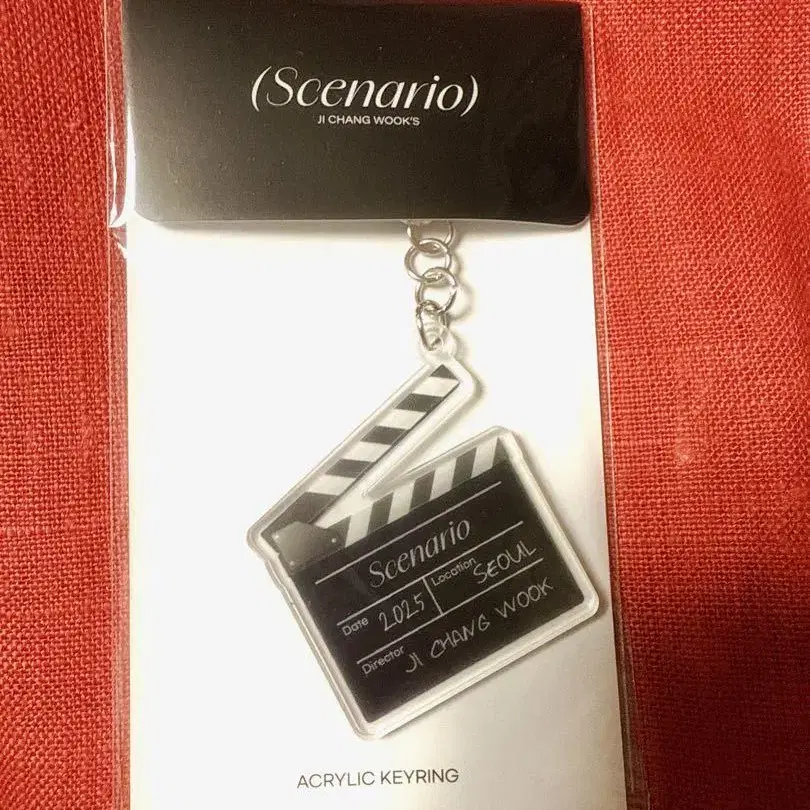 (Scenario)
JI CHANG WOOK'S
Scenario
Date 2025 Location SEOUL
Director JI CHANG WOOK
ACRYLIC KEYRING